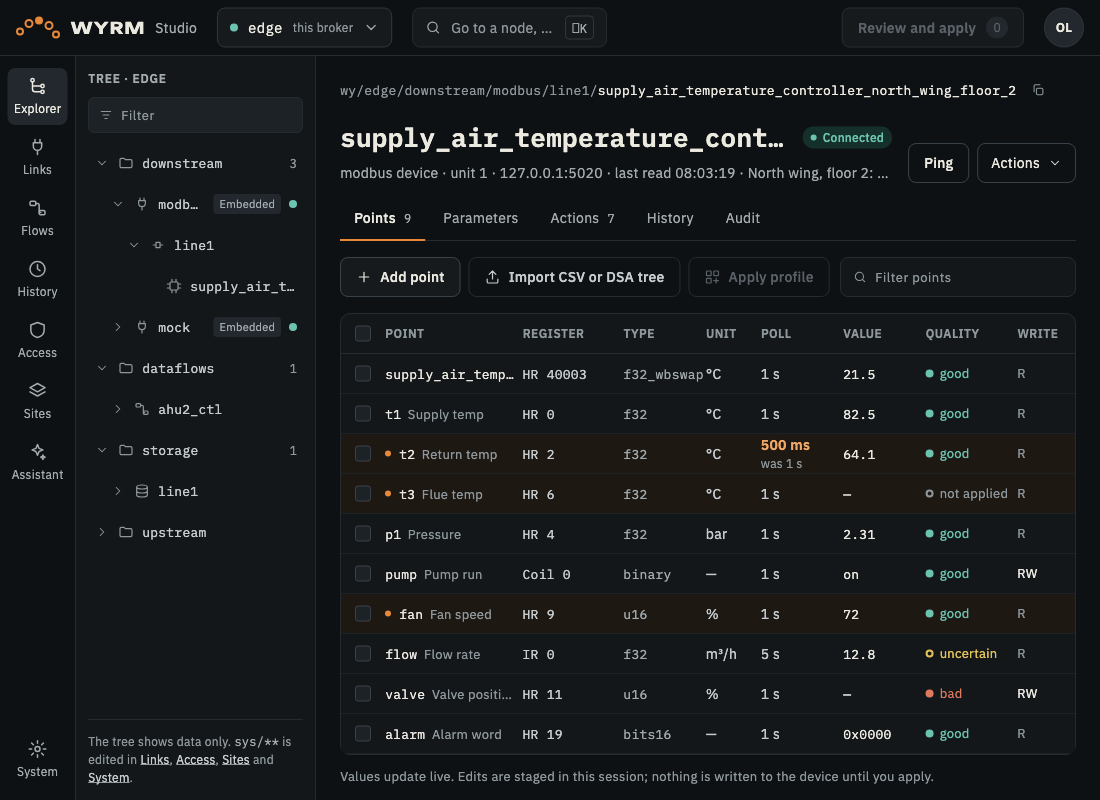 WYRM Studio
edge this broker
Go to a node, ...
K
Review and apply 0
OL
Explorer
Links
Flows
History
Access
Sites
Assistant
System
TREE · EDGE
Filter
downstream 3
modb… Embedded
line1
supply_air_t…
mock Embedded
dataflows 1
ahu2_ctl
storage 1
line1
upstream
The tree shows data only. sys/** is
edited in Links, Access, Sites and
System.
wy/edge/downstream/modbus/line1/supply_air_temperature_controller_north_wing_floor_2
supply_air_temperature_cont… Connected
modbus device · unit 1 · 127.0.0.1:5020 · last read 08:03:19 · North wing, floor 2: …
Ping
Actions
Points 9
Parameters
Actions 7
History
Audit
Add point
Import CSV or DSA tree
Apply profile
Filter points
POINT REGISTER TYPE UNIT POLL VALUE QUALITY WRITE
supply_air_temp… HR 40003 f32_wbswap °C 1 s 21.5 good R
t1 Supply temp HR 0 f32 °C 1 s 82.5 good R
t2 Return temp HR 2 f32 °C 500 ms was 1 s 64.1 good R
t3 Flue temp HR 6 f32 °C 1 s – not applied R
p1 Pressure HR 4 f32 bar 1 s 2.31 good R
pump Pump run Coil 0 binary — 1 s on good RW
fan Fan speed HR 9 u16 % 1 s 72 good R
flow Flow rate IR 0 f32 m³/h 5 s 12.8 uncertain R
valve Valve positi… HR 11 u16 % 1 s – bad RW
alarm Alarm word HR 19 bits16 — 1 s 0x0000 good R
Values update live. Edits are staged in this session; nothing is written to the device until you apply.